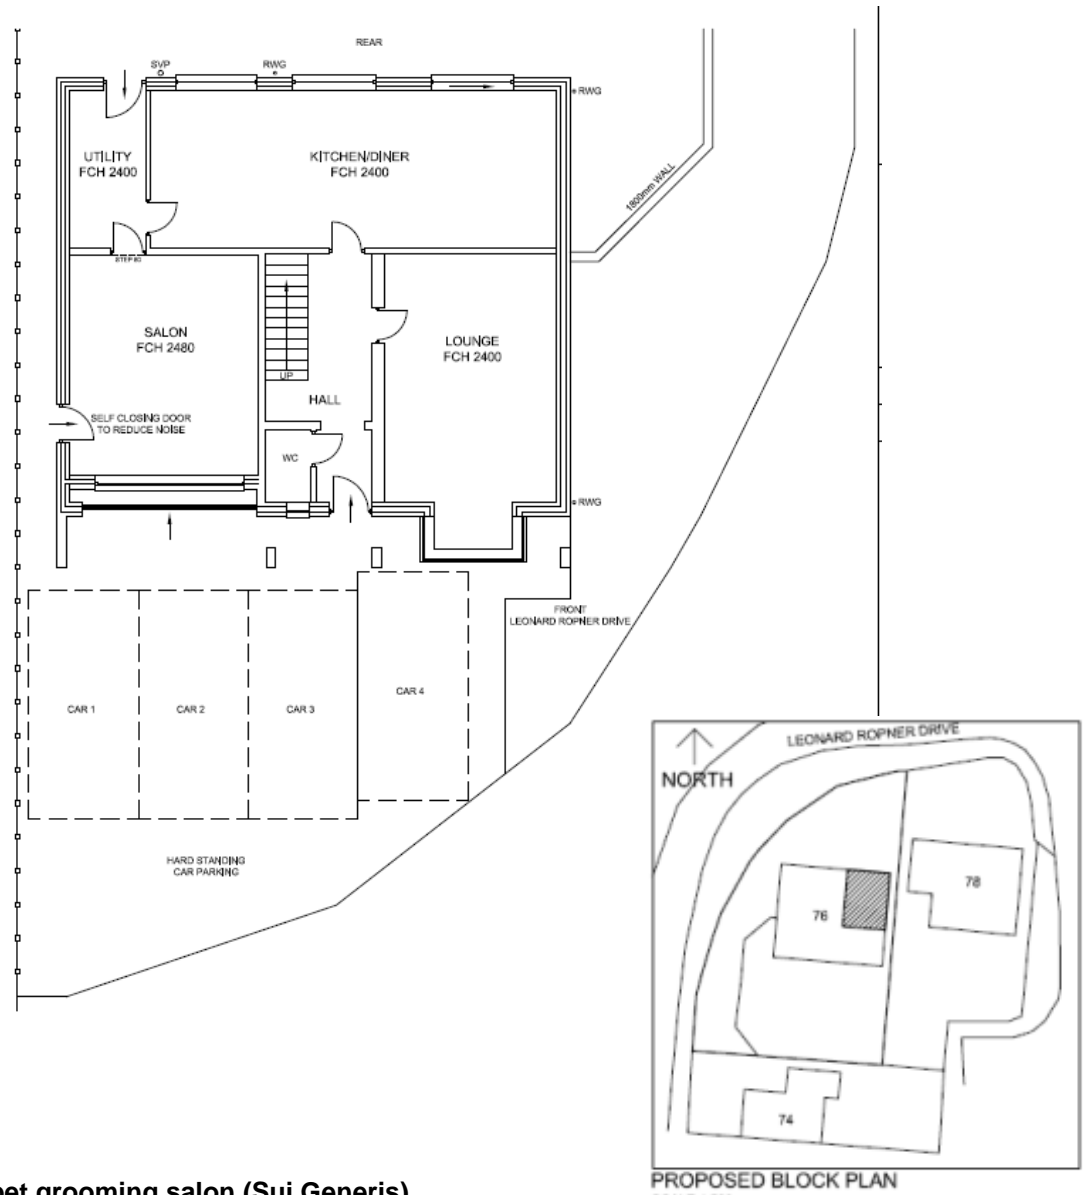 REAR
SVP
RWG
RWG
UTILITY
FCH 2400
KITCHEN/DINER
FCH 2400
1800mm WALL
STEP 80
SALON
FCH 2480
LOUNGE
FCH 2400
UP
HALL
SELF CLOSING DOOR
TO REDUCE NOISE
WC
RWG
FRONT
LEONARD ROPNER DRIVE
CAR 1
CAR 2
CAR 3
CAR 4
HARD STANDING
CAR PARKING
LEONARD ROPNER DRIVE
NORTH
78
76
74
PROPOSED BLOCK PLAN
pet grooming salon (Sui Generis)